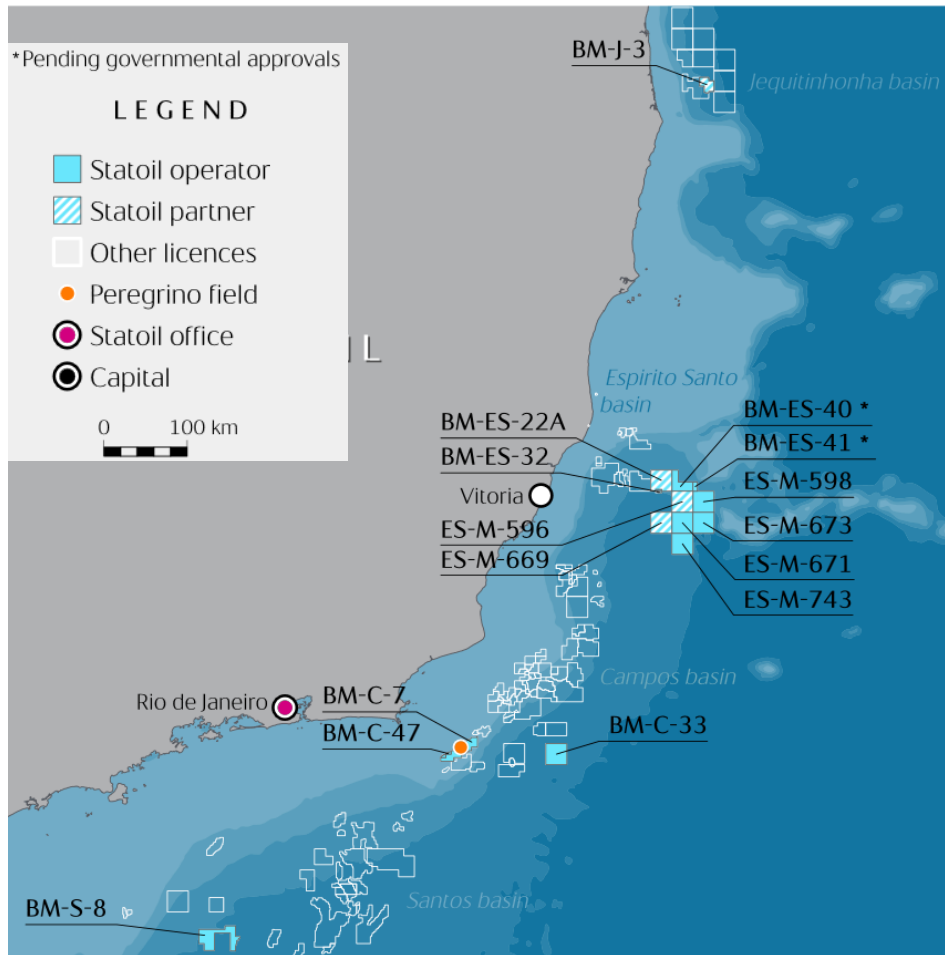 *Pending governmental approvals
LEGEND
Statoil operator
Statoil partner
Other licences
Peregrino field
Statoil office
Capital
0 100 km
L
BM-J-3
Jequitinhonha basin
Espirito Santo
basin
BM-ES-22A
BM-ES-32
Vitoria
ES-M-596
ES-M-669
BM-ES-40 *
BM-ES-41 *
ES-M-598
ES-M-673
ES-M-671
ES-M-743
Campos basin
Rio de Janeiro
BM-C-7
BM-C-47
BM-C-33
Santos basin
BM-S-8